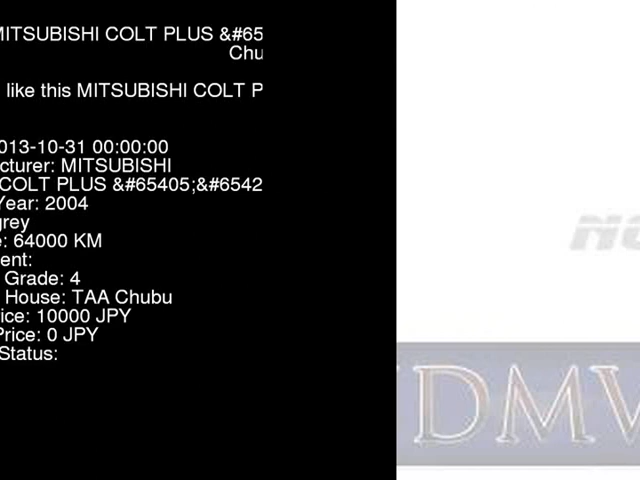 MITSUBISHI COLT PLUS &#65
Chu
like this MITSUBISHI COLT P
013-10-31 00:00:00
cturer: MITSUBISHI
COLT PLUS &#65405;&#6542
Year: 2004
grey
e: 64000 KM
ent:
Grade: 4
House: TAA Chubu
ice: 10000 JPY
Price: 0 JPY
Status:
NO
DMV